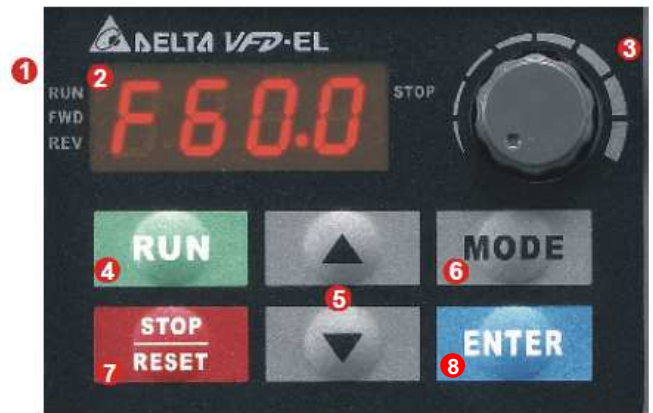 DELTA VFD-EL
1
2
3
RUN
STOP
FWD
REV
F60.0
RUN
4
MODE
6
5
STOP
RESET
7
ENTER
8